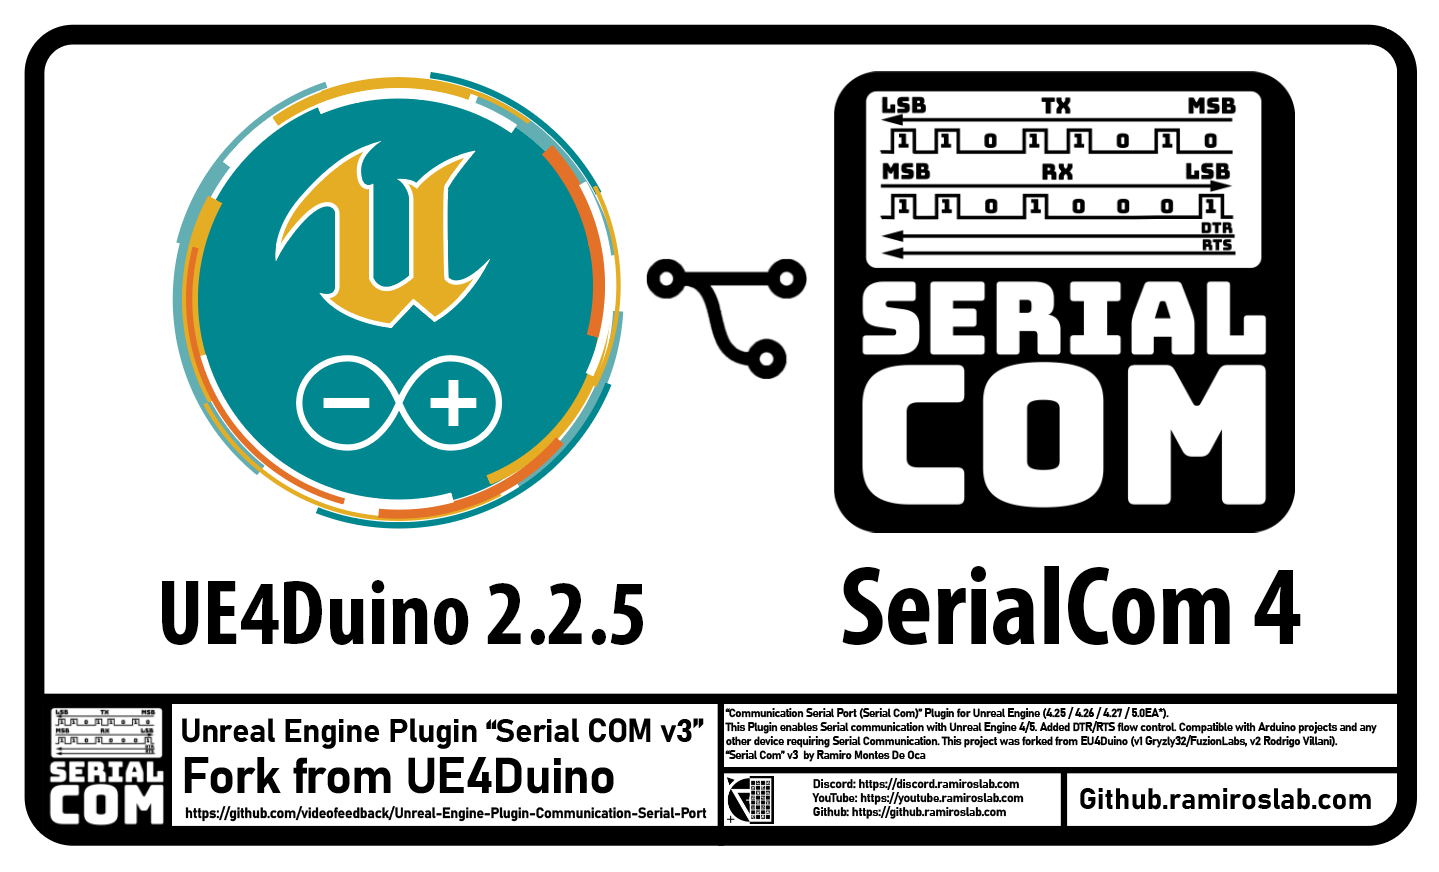 LSB TX MSB
1 1 0 1 1 0 1 0
MSB RX LSB
1 1 0 1 0 0 0 1
DTR
RTS
SERIAL
COM
UE4Duino 2.2.5
SerialCom 4
LSB TX MSB
1 1 0 1 1 0 1 0
MSB RX LSB
1 1 0 1 0 0 0 1
DTR
RTS
SERIAL
COM
Unreal Engine Plugin “Serial COM v3”
Fork from UE4Duino
https://github.com/videofeedback/Unreal-Engine-Plugin-Communication-Serial-Port
“Communication Serial Port (Serial Com)” Plugin for Unreal Engine (4.25 / 4.26 / 4.27 / 5.0EA*).
This Plugin enables Serial communication with Unreal Engine 4/5. Added DTR/RTS flow control. Compatible with Arduino projects and any
other device requiring Serial Communication. This project was forked from EU4Duino (v1 Gryzly32/FuzionLabs, v2 Rodrigo Villani).
“Serial Com” v3 by Ramiro Montes De Oca
Discord: https://discord.ramiroslab.com
YouTube: https://youtube.ramiroslab.com
Github: https://github.ramiroslab.com
Github.ramiroslab.com